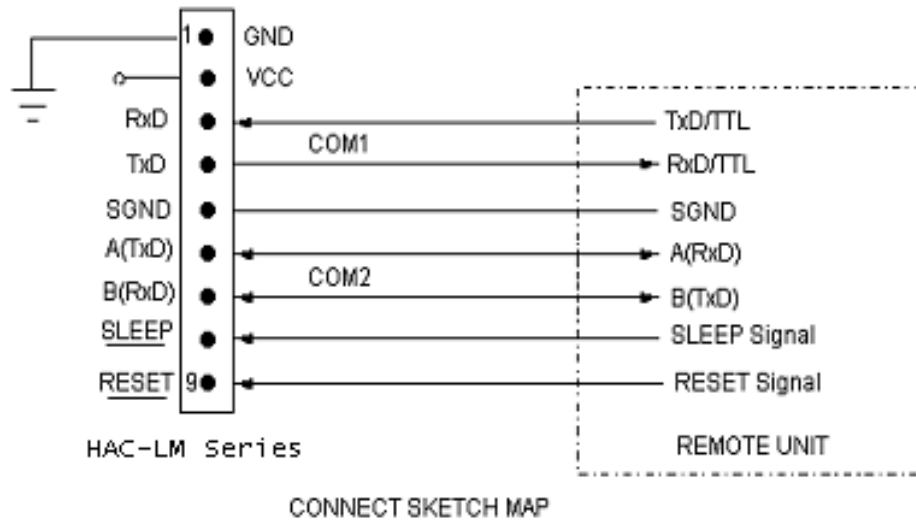 1 GND
VCC
RxD TxD/TTL
COM1
TxD RxD/TTL
SGND SGND
A(TxD) A(RxD)
COM2
B(RxD) B(TxD)
SLEEP SLEEP Signal
RESET 9 RESET Signal
HAC-LM Series REMOTE UNIT
CONNECT SKETCH MAP